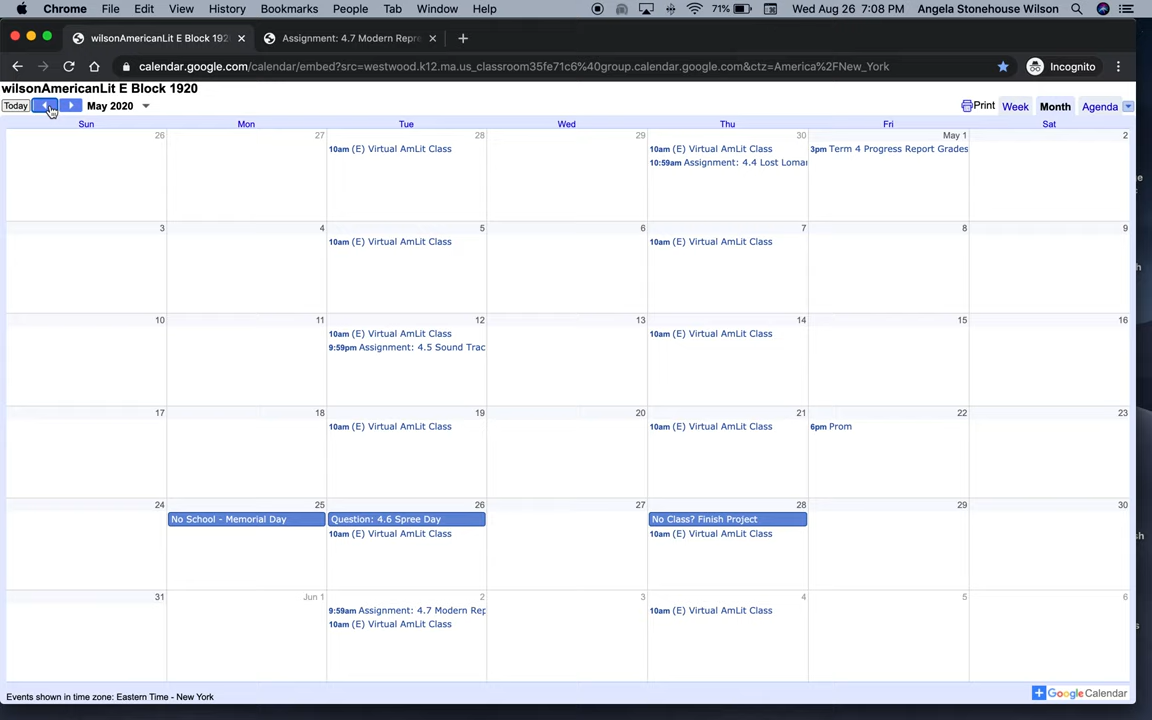 Chrome File Edit View History Bookmarks People Tab Window Help 71% Wed Aug 26 7:08 PM Angela Stonehouse Wilson
wilsonAmericanLit E Block 192 Assignment: 4.7 Modern Repr
calendar.google.com/calendar/embed?src=westwood.k12.ma.us_classroom35fe71c6%40group.calendar.google.com&ctz=America%2FNew_York Incognito
wilsonAmericanLit E Block 1920
Today May 2020 Print Week Month Agenda
Sun Mon Tue Wed Thu Fri Sat
26 27 28 29 30 May 1 2
10am (E) Virtual AmLit Class 10am (E) Virtual AmLit Class 3pm Term 4 Progress Report Grades
10:59am Assignment: 4.4 Lost Lomar
3 4 5 6 7 8 9
10am (E) Virtual AmLit Class 10am (E) Virtual AmLit Class
10 11 12 13 14 15 16
10am (E) Virtual AmLit Class 10am (E) Virtual AmLit Class
9:59pm Assignment: 4.5 Sound Trac
17 18 19 20 21 22 23
10am (E) Virtual AmLit Class 10am (E) Virtual AmLit Class 6pm Prom
24 25 26 27 28 29 30
No School - Memorial Day Question: 4.6 Spree Day No Class? Finish Project
10am (E) Virtual AmLit Class 10am (E) Virtual AmLit Class
31 Jun 1 2 3 4 5 6
9:59am Assignment: 4.7 Modern Rep 10am (E) Virtual AmLit Class
10am (E) Virtual AmLit Class
Events shown in time zone: Eastern Time - New York Google Calendar